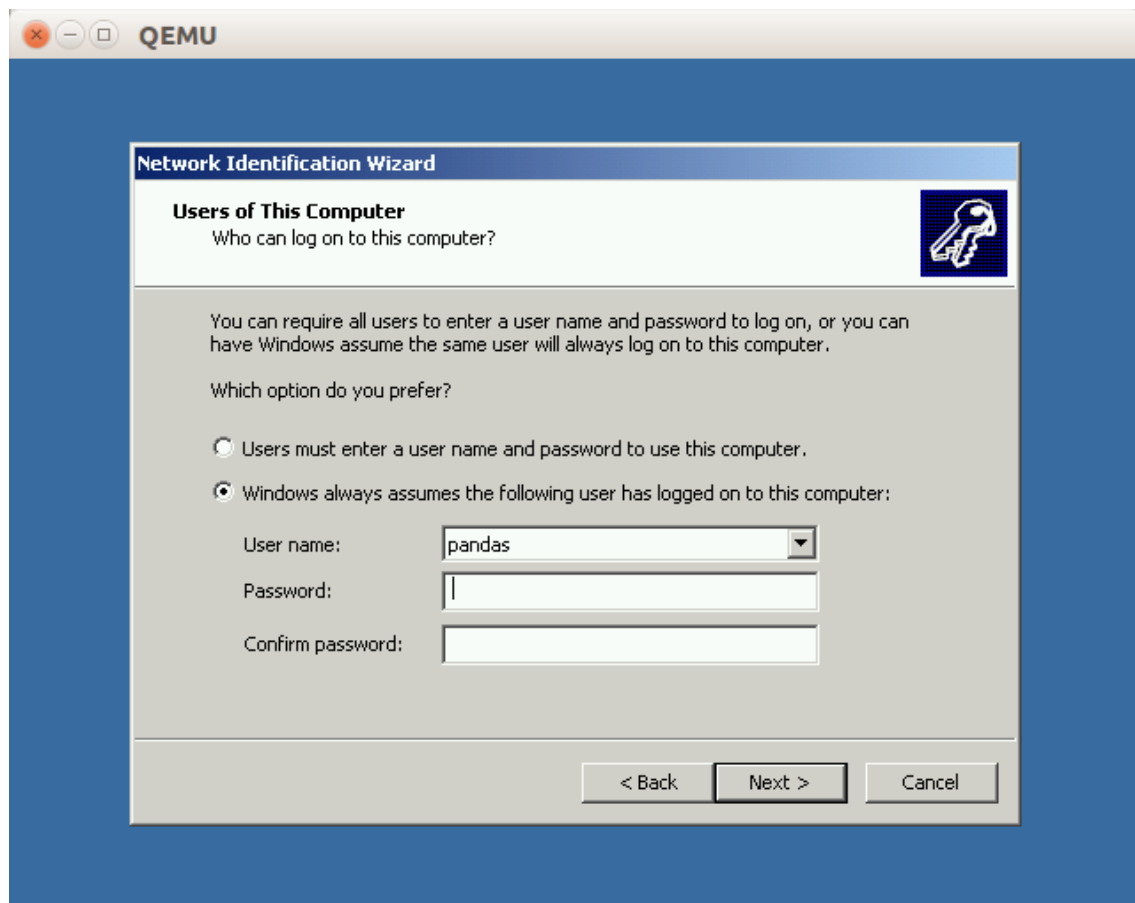 QEMU
Network Identification Wizard
Users of This Computer
Who can log on to this computer?
You can require all users to enter a user name and password to log on, or you can
have Windows assume the same user will always log on to this computer.
Which option do you prefer?
Users must enter a user name and password to use this computer.
Windows always assumes the following user has logged on to this computer:
User name: pandas
Password:
Confirm password:
< Back Next > Cancel